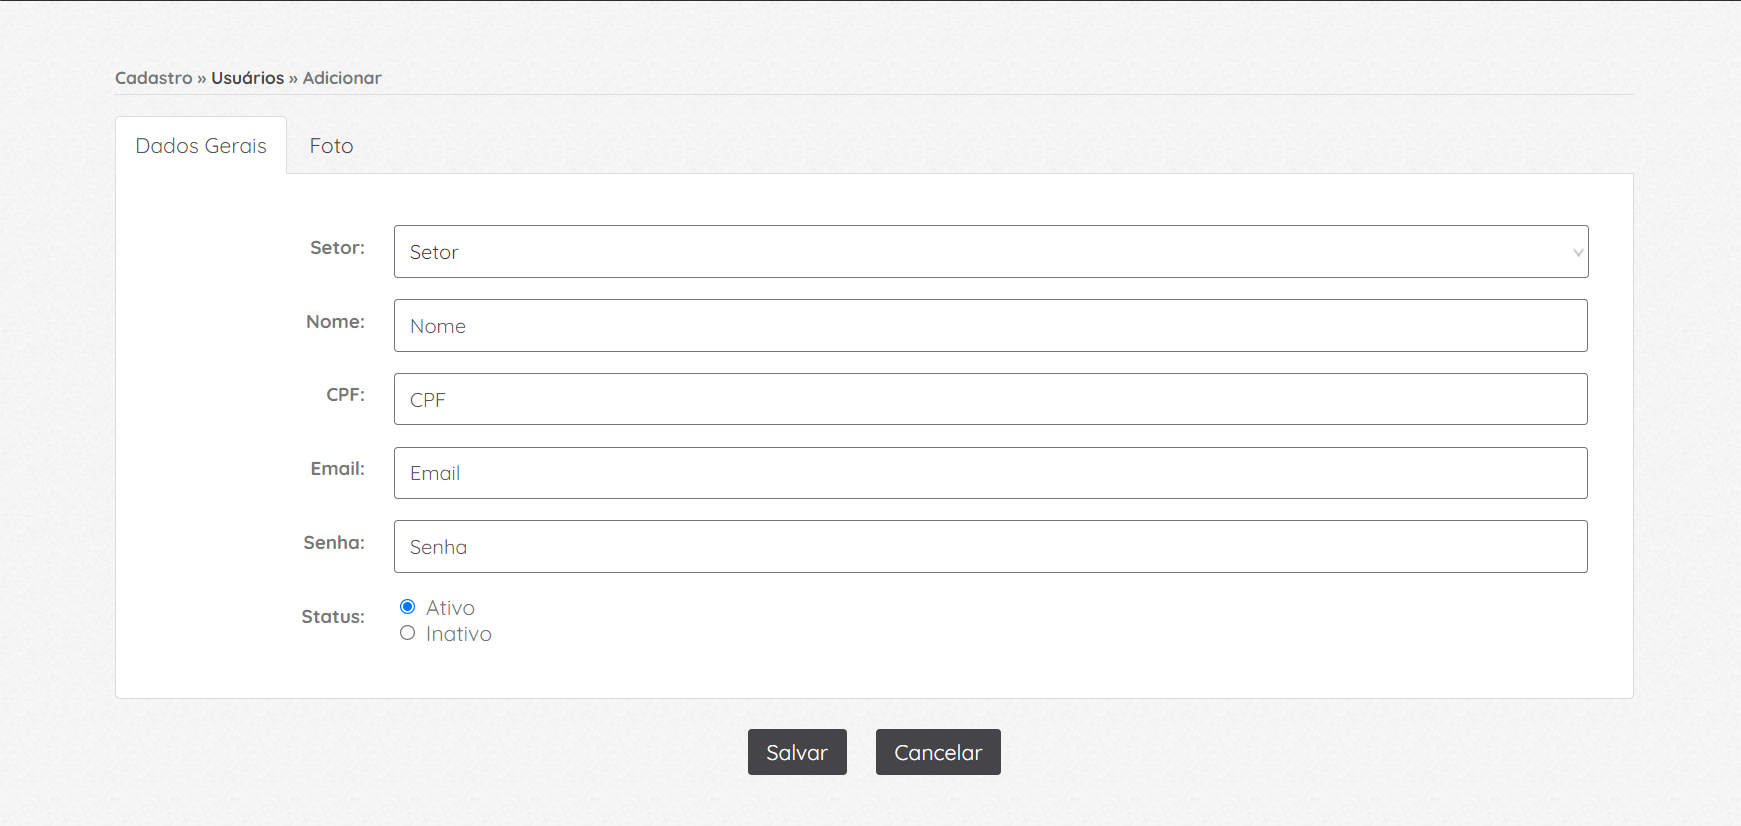 Cadastro » Usuários » Adicionar
Dados Gerais Foto
Setor: Setor
Nome: Nome
CPF: CPF
Email: Email
Senha: Senha
Status: Ativo
Inativo
Salvar Cancelar